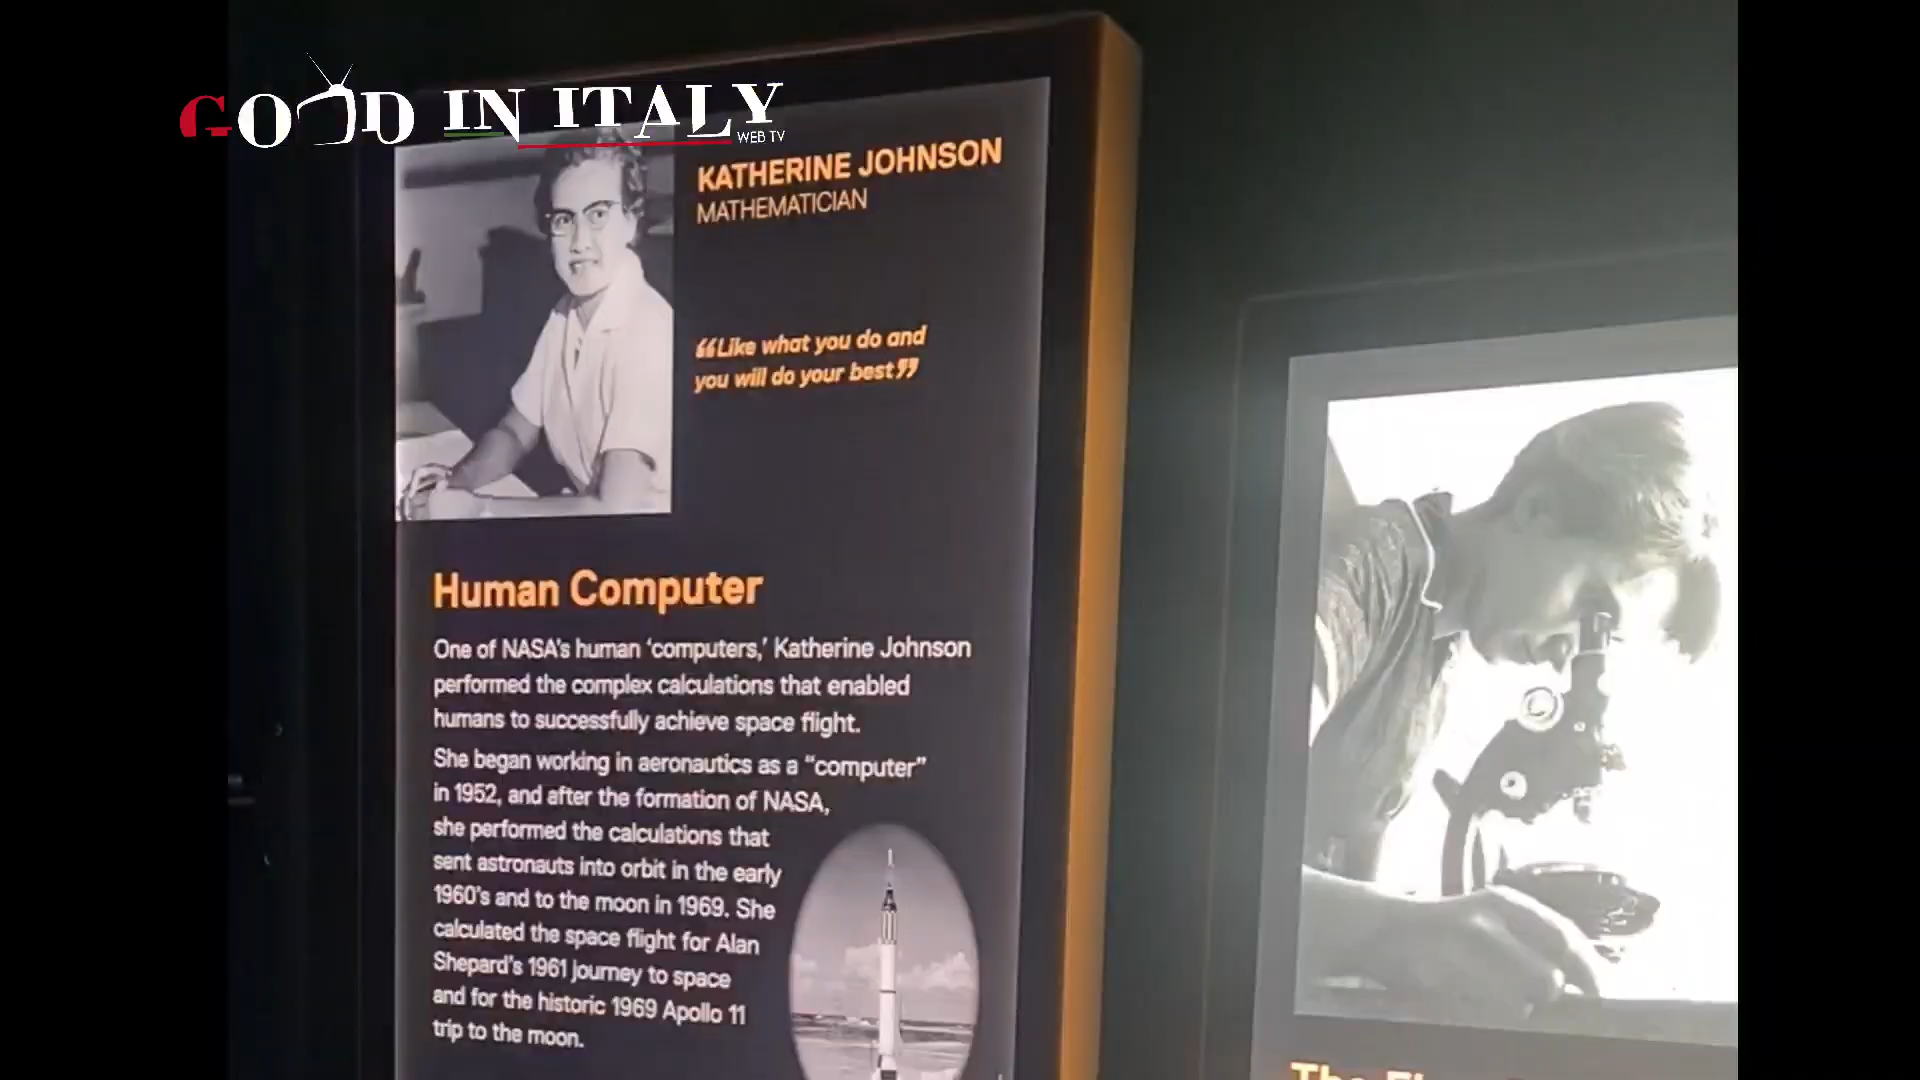 GOOD IN ITALY
WEB TV
KATHERINE JOHNSON
MATHEMATICIAN
“Like what you do and
you will do your best”
Human Computer
One of NASA's human ‘computers,’ Katherine Johnson
performed the complex calculations that enabled
humans to successfully achieve space flight.
She began working in aeronautics as a “computer”
in 1952, and after the formation of NASA,
she performed the calculations that
sent astronauts into orbit in the early
1960's and to the moon in 1969. She
calculated the space flight for Alan
Shepard's 1961 journey to space
and for the historic 1969 Apollo 11
trip to the moon.
The